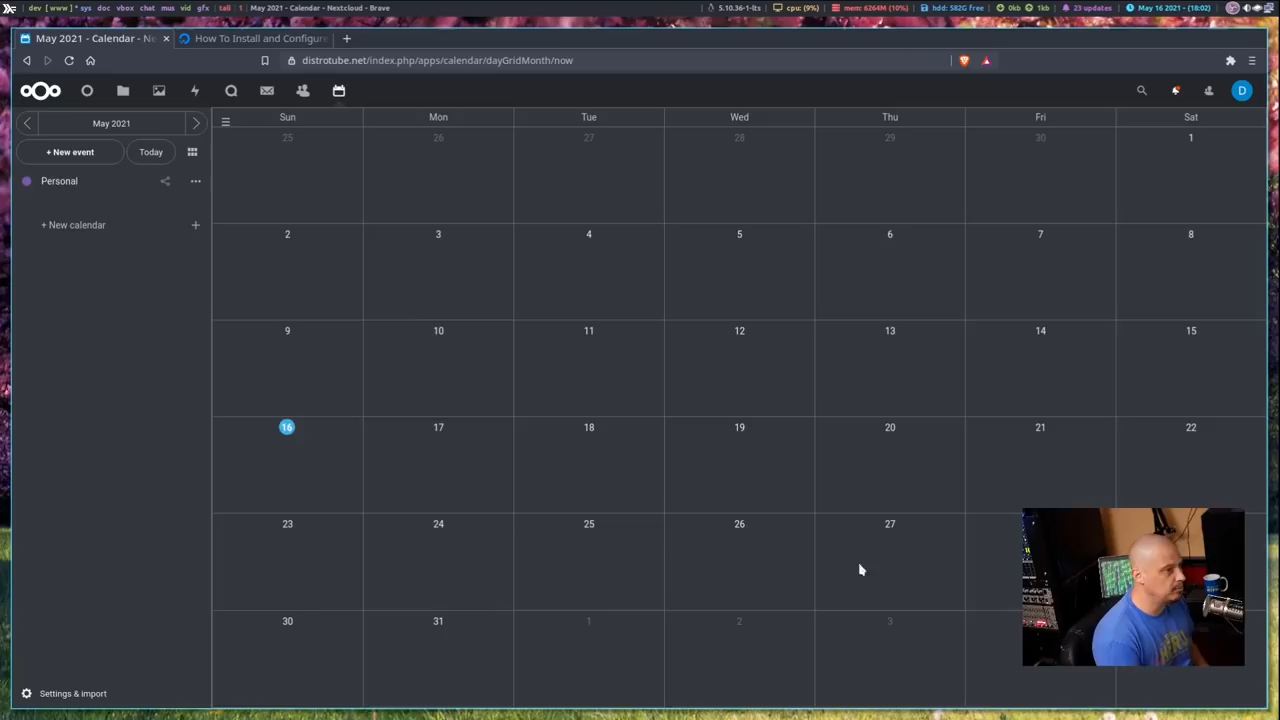 dev [ www ] * sys doc vbox chat mus vid gfx | tall | 1 | May 2021 - Calendar - Nextcloud - Brave
5.10.36-1-lts | cpu: (9%) | mem: 6264M (10%) | hdd: 582G free | 0kb 1kb | 23 updates | May 16 2021 - (18:02)
May 2021 - Calendar - Ne × How To Install and Configure +
distrotube.net/index.php/apps/calendar/dayGridMonth/now
D
May 2021
+ New event Today
Personal
+ New calendar +
Settings & import
Sun Mon Tue Wed Thu Fri Sat
25 26 27 28 29 30 1
2 3 4 5 6 7 8
9 10 11 12 13 14 15
16 17 18 19 20 21 22
23 24 25 26 27
30 31 1 2 3